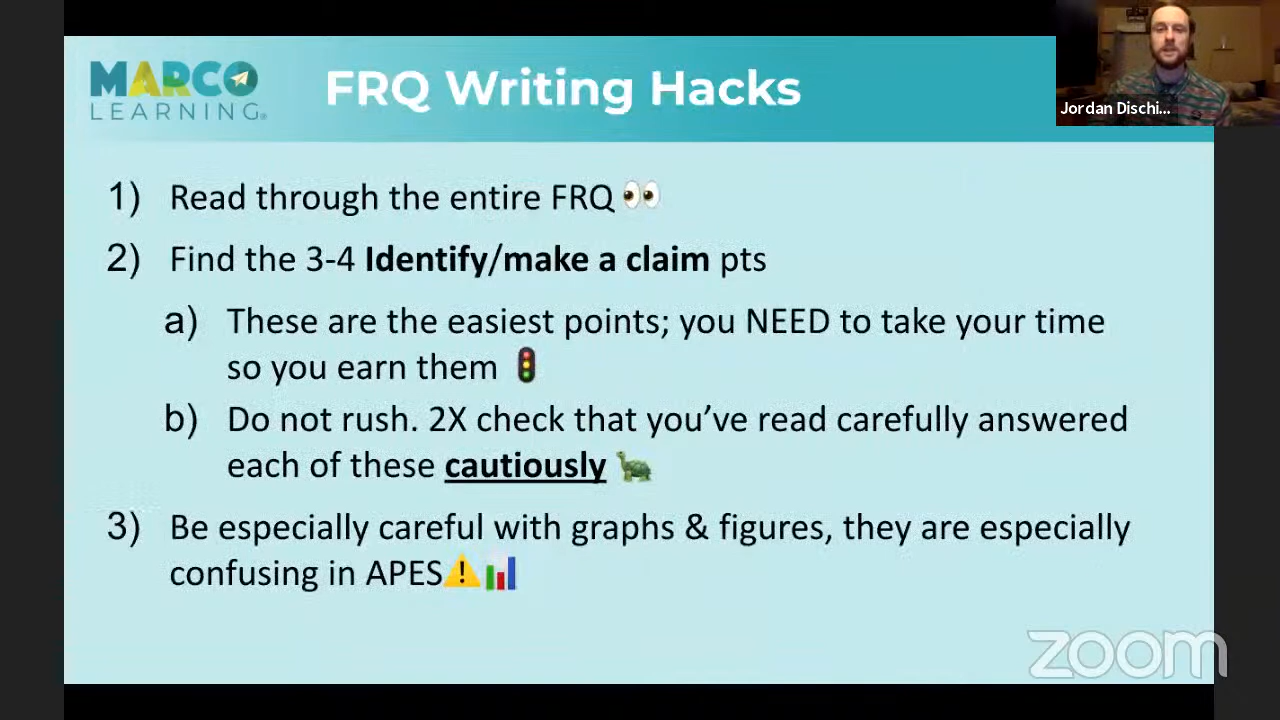 MARCO
LEARNING®
FRQ Writing Hacks
Jordan Dischi...
1) Read through the entire FRQ 👀
2) Find the 3-4 Identify/make a claim pts
a) These are the easiest points; you NEED to take your time
so you earn them 🚦
b) Do not rush. 2X check that you’ve read carefully answered
each of these cautiously 🐢
3) Be especially careful with graphs & figures, they are especially
confusing in APES⚠️📊
zoom